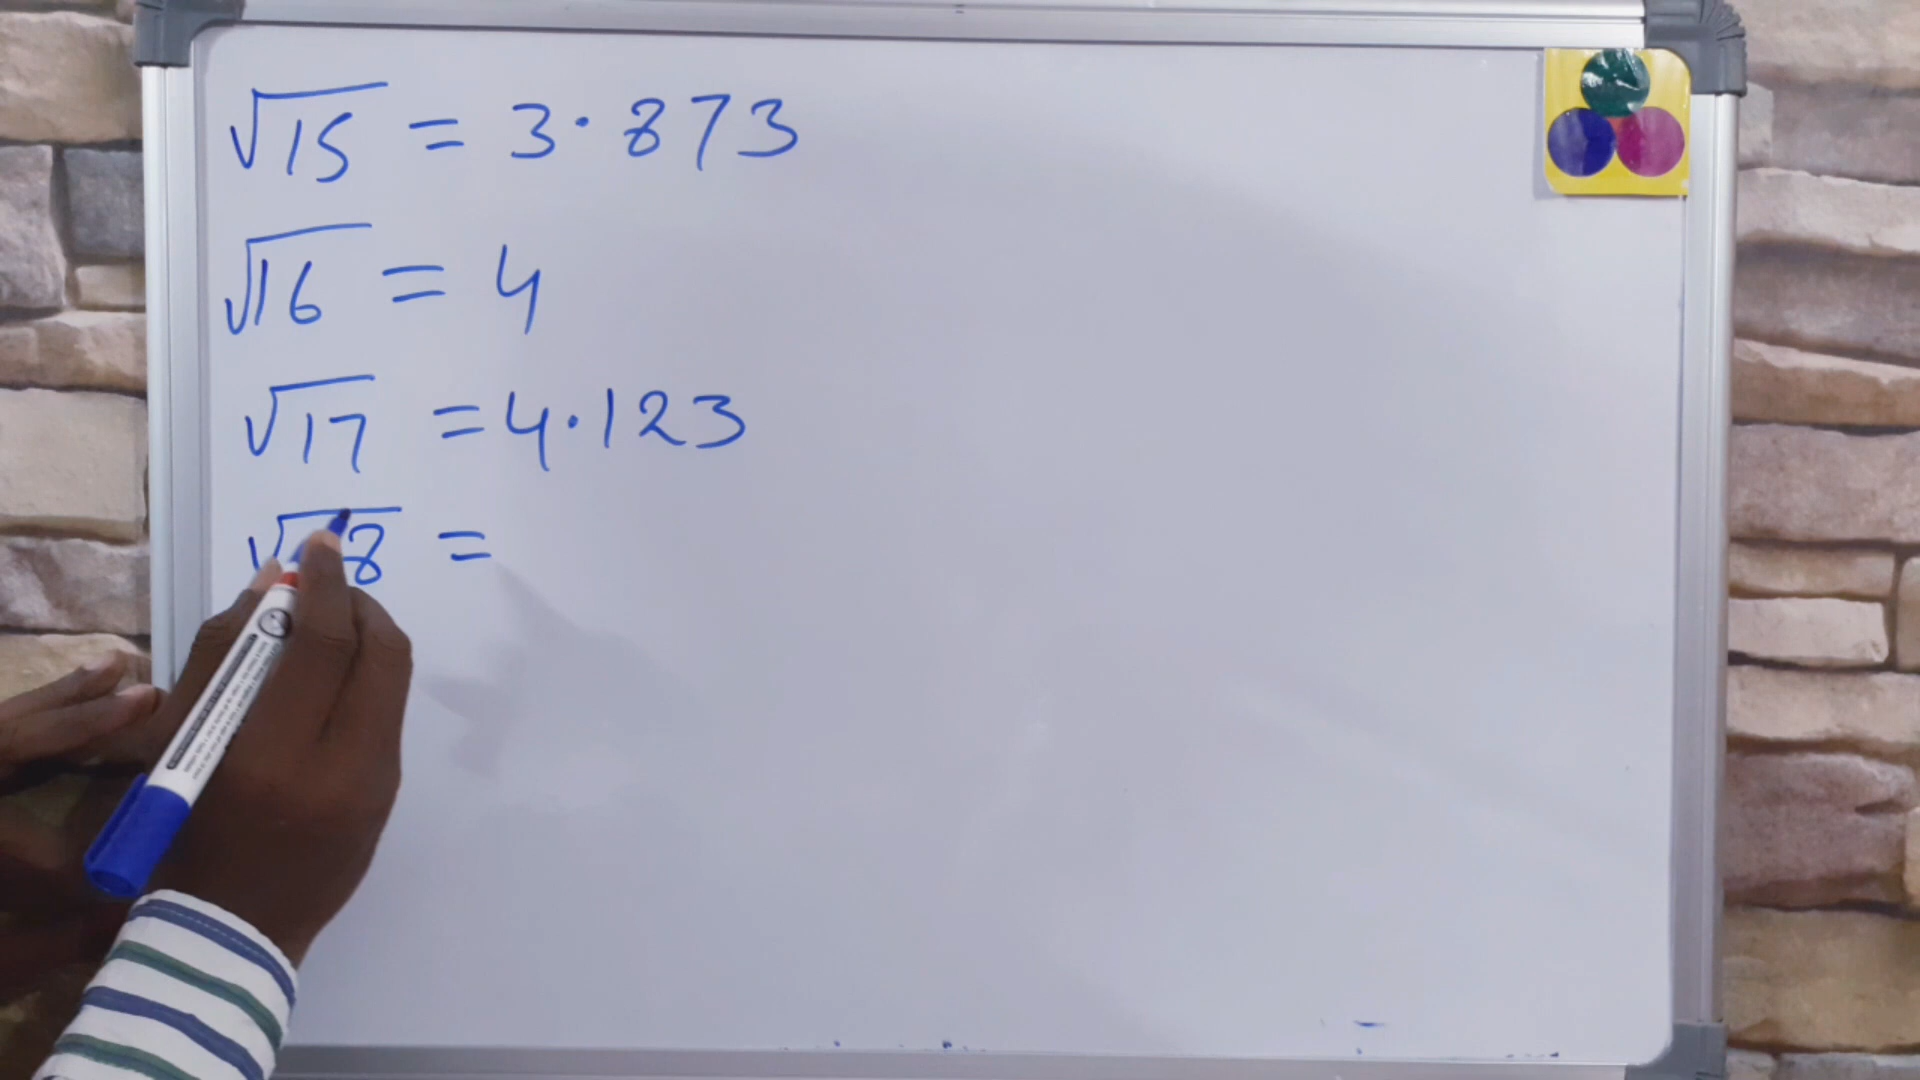 √15 = 3.873
√16 = 4
√17 = 4.123
√ 8 =